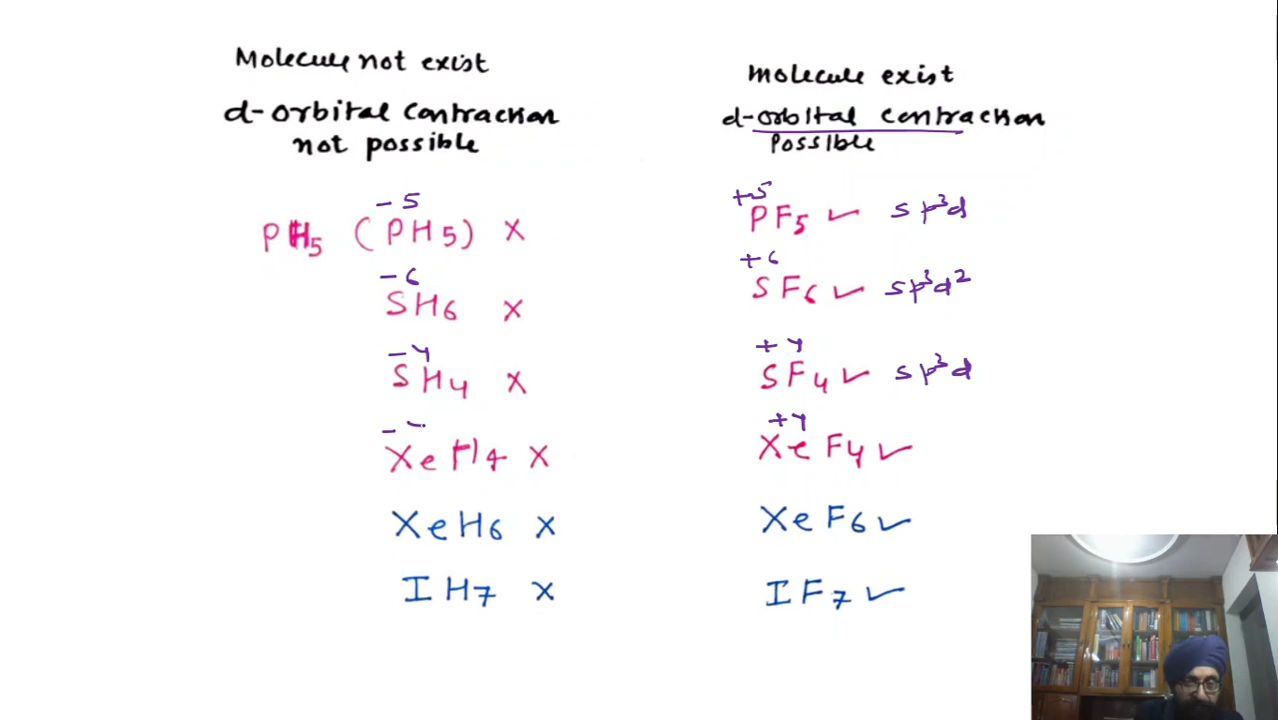 Molecule not exist
d-orbital contraction
not possible
-5
PH5 (PH5) x
-6
SH6 x
-4
SH4 x
-
XeH4 x
XeH6 x
IH7 x
molecule exist
d-orbital contraction
possible
+5
PF5 ✓ sp³d
+6
SF6 ✓ sp³d²
+4
SF4 ✓ sp³d
+4
XeF4 ✓
XeF6 ✓
IF7 ✓